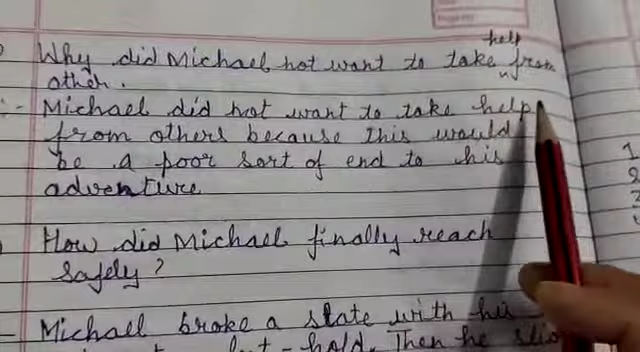 Why did Michael not want to take help from
other.
:- Michael did not want to take help
from others because this would
be a poor sort of end to his
adventure
How did Michael finally reach
safely?
Michael broke a slate with his
hold. Then he